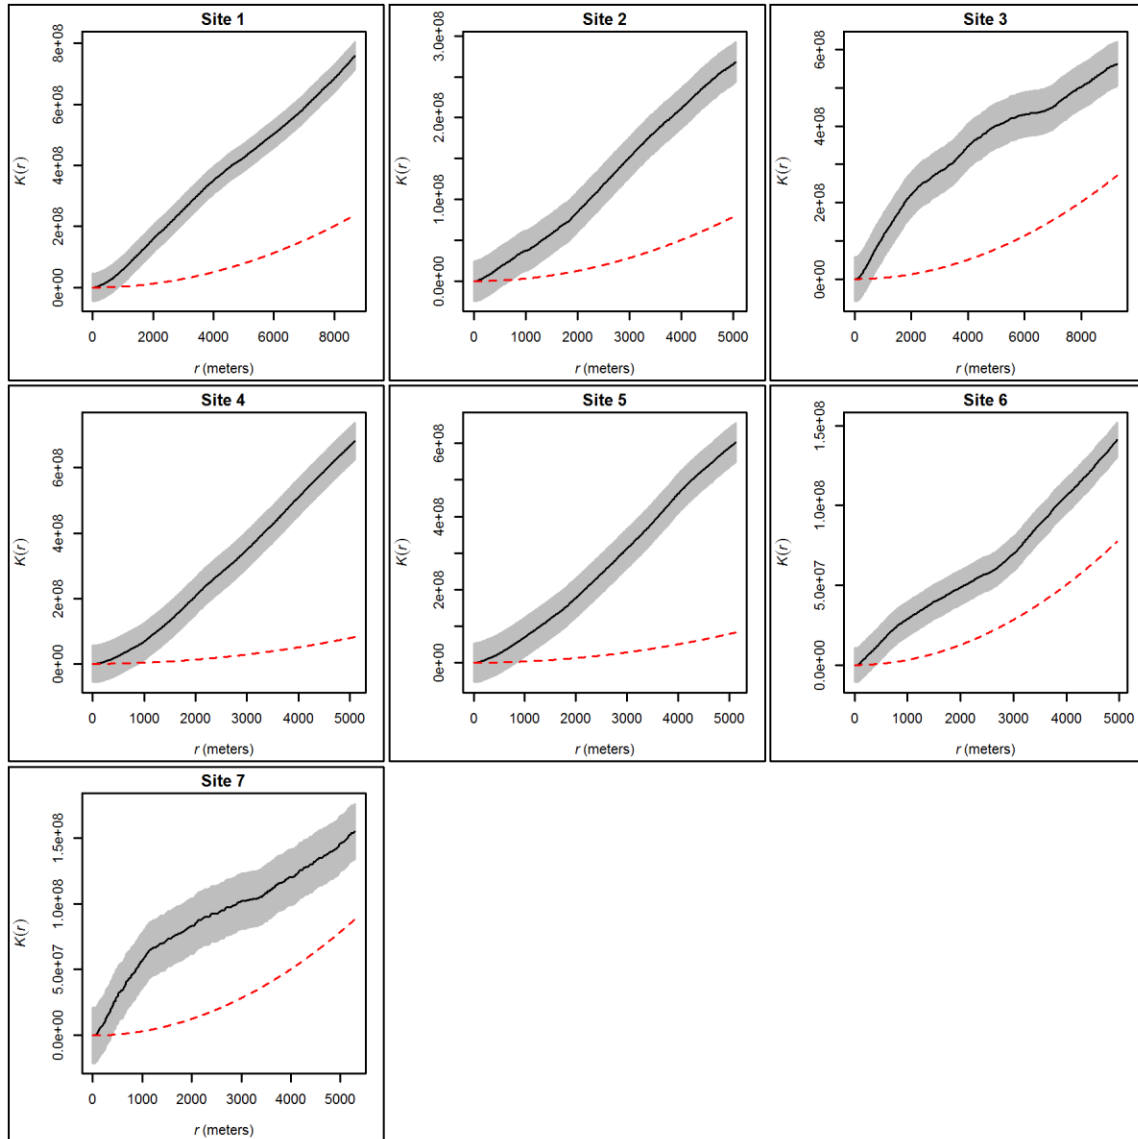 Site 1
8e+08
6e+08
4e+08
2e+08
0e+00
K(r)
0 2000 4000 6000 8000
r (meters)
Site 2
3.0e+08
2.0e+08
1.0e+08
0.0e+00
K(r)
0 1000 2000 3000 4000 5000
r (meters)
Site 3
6e+08
4e+08
2e+08
0e+00
K(r)
0 2000 4000 6000 8000
r (meters)
Site 4
6e+08
4e+08
2e+08
0e+00
K(r)
0 1000 2000 3000 4000 5000
r (meters)
Site 5
6e+08
4e+08
2e+08
0e+00
K(r)
0 1000 2000 3000 4000 5000
r (meters)
Site 6
1.5e+08
1.0e+08
5.0e+07
0.0e+00
K(r)
0 1000 2000 3000 4000 5000
r (meters)
Site 7
1.5e+08
1.0e+08
5.0e+07
0.0e+00
K(r)
0 1000 2000 3000 4000 5000
r (meters)